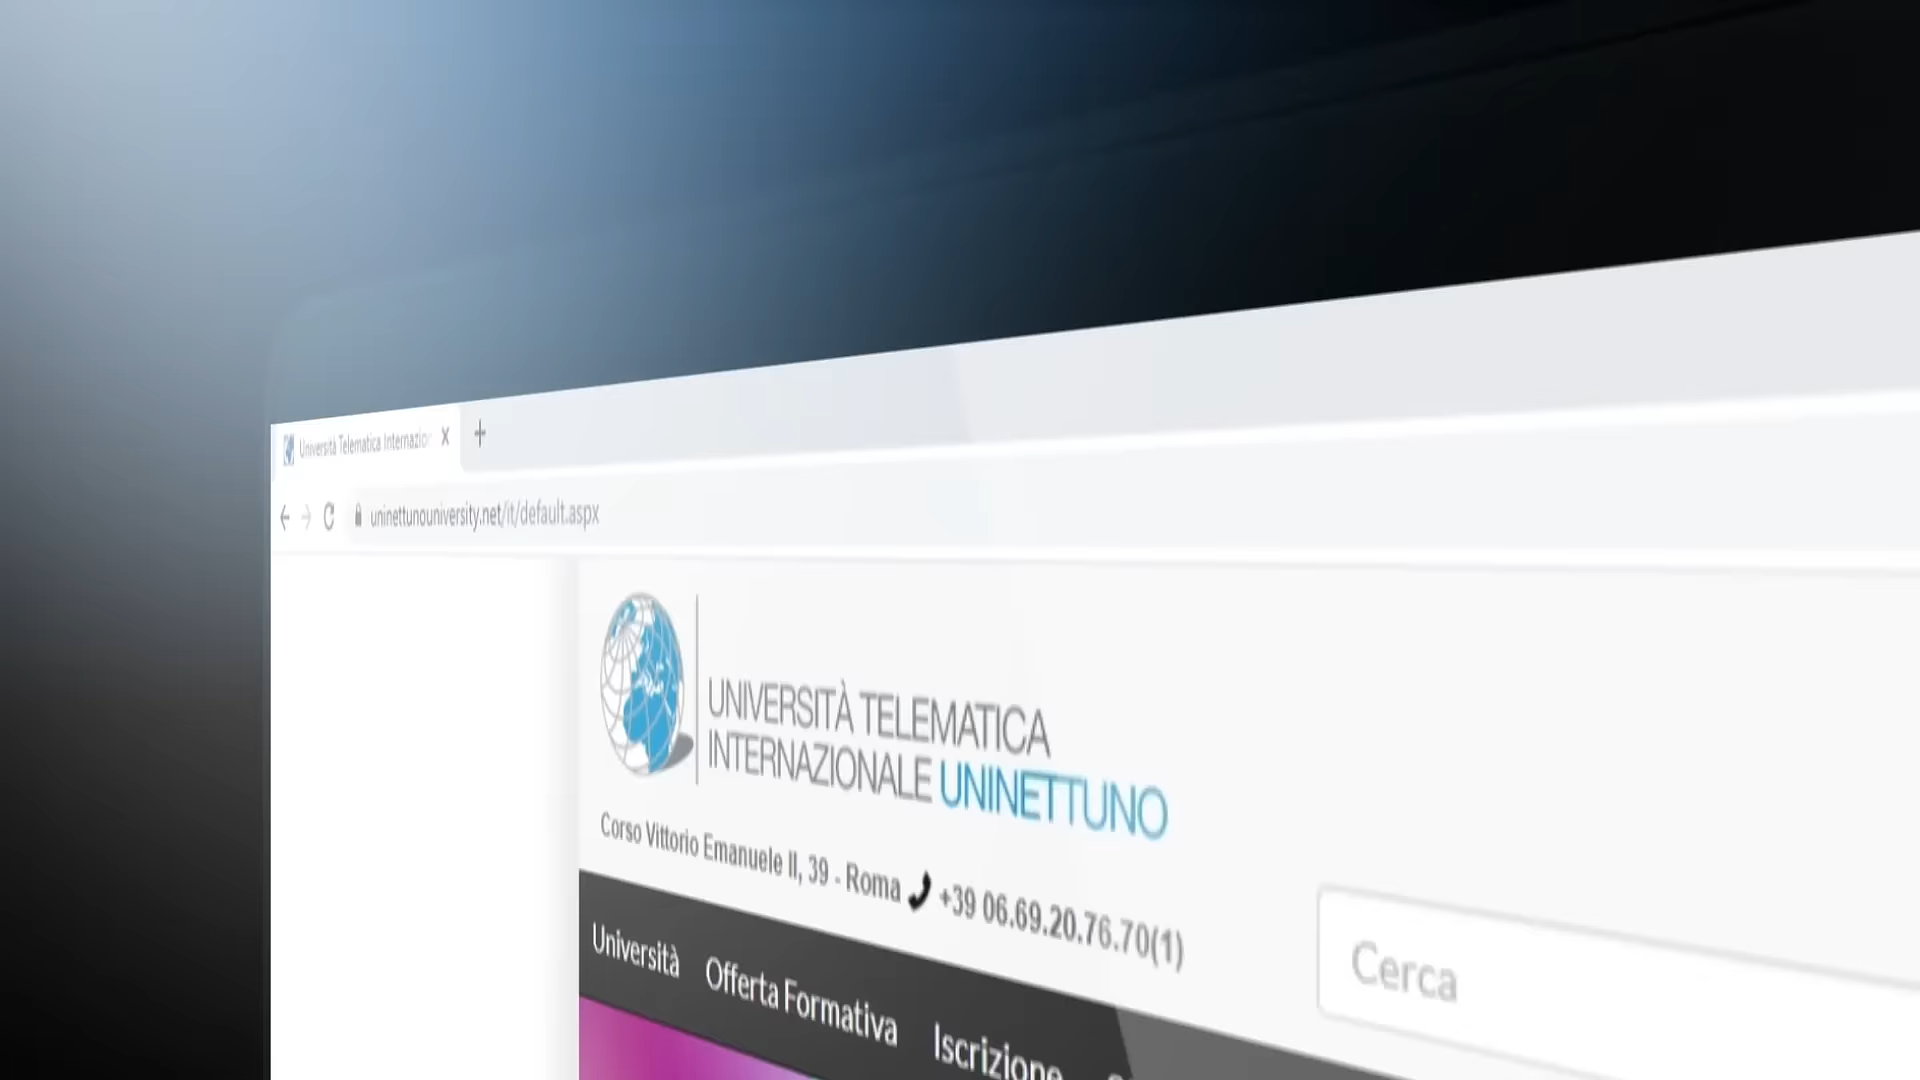 Università Telematica Internazio
uninettunouniversity.net/it/default.aspx
UNIVERSITÀ TELEMATICA
INTERNAZIONALE UNINETTUNO
Corso Vittorio Emanuele II, 39 - Roma +39 06.69.20.76.70(1)
Cerca
Università Offerta Formativa Iscrizione